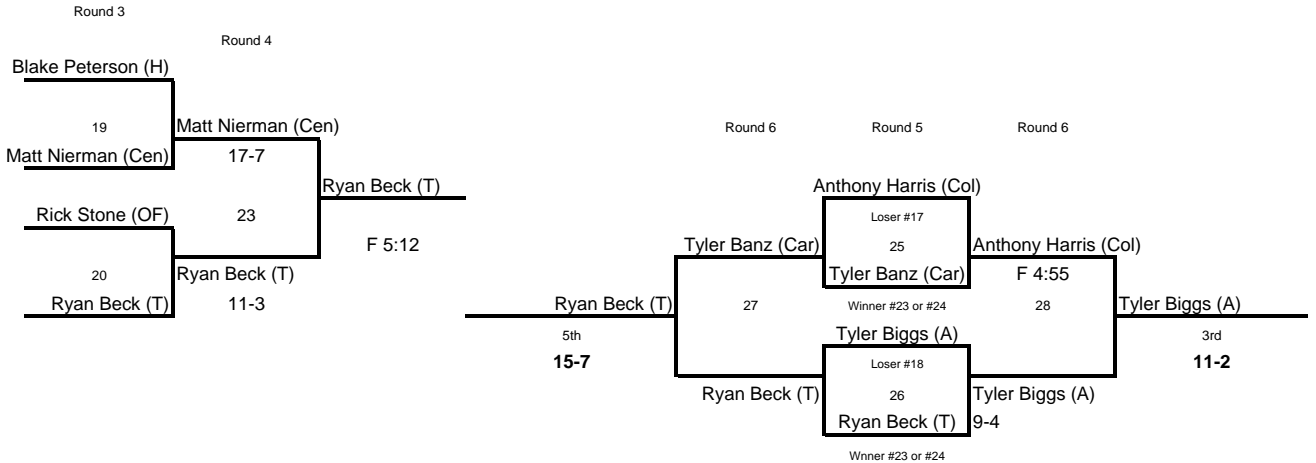 Round 3
Round 4
Blake Peterson (H)
19
Matt Nierman (Cen)
Round 6
Round 5
Round 6
Matt Nierman (Cen)
17-7
Ryan Beck (T)
Anthony Harris (Col)
Rick Stone (OF)
23
Loser #17
F 5:12
Tyler Banz (Car)
25
Anthony Harris (Col)
20
Ryan Beck (T)
Tyler Banz (Car)
F 4:55
Ryan Beck (T)
11-3
Ryan Beck (T)
27
Winner #23 or #24
28
Tyler Biggs (A)
5th
Tyler Biggs (A)
3rd
15-7
Loser #18
11-2
Ryan Beck (T)
26
Tyler Biggs (A)
Ryan Beck (T)
9-4
Wnner #23 or #24